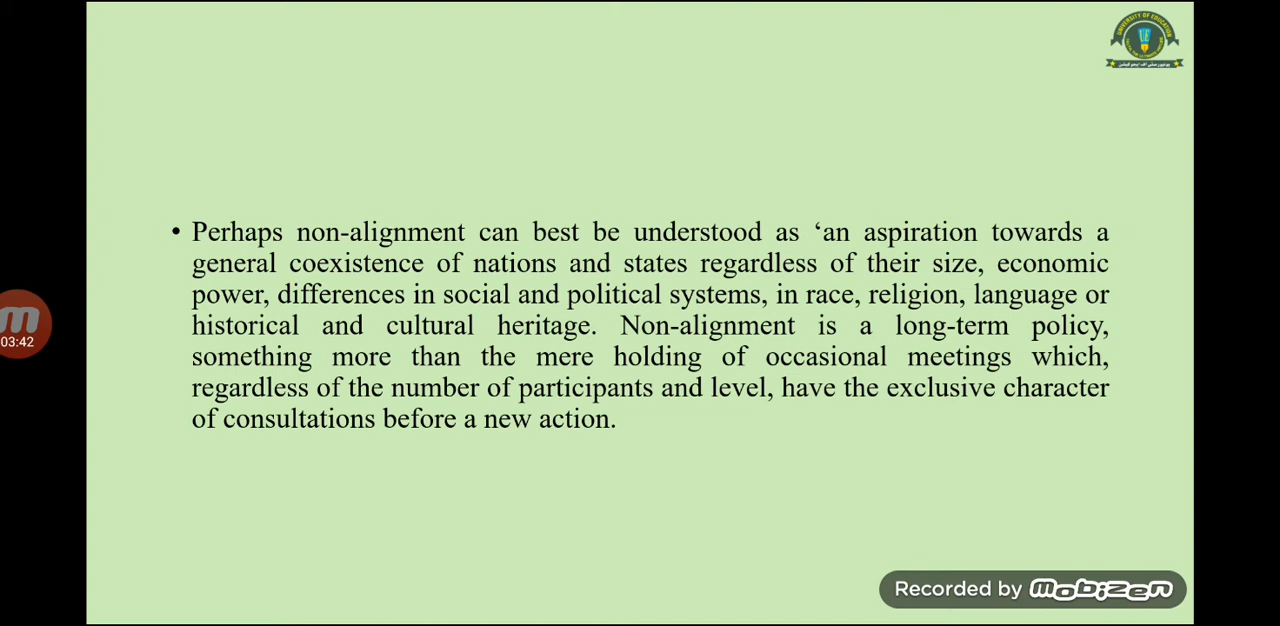 UNIVERSITY OF EDUCATION
• Perhaps non-alignment can best be understood as ‘an aspiration towards a
general coexistence of nations and states regardless of their size, economic
power, differences in social and political systems, in race, religion, language or
historical and cultural heritage. Non-alignment is a long-term policy,
something more than the mere holding of occasional meetings which,
regardless of the number of participants and level, have the exclusive character
of consultations before a new action.
03:42
Recorded by Mobizen